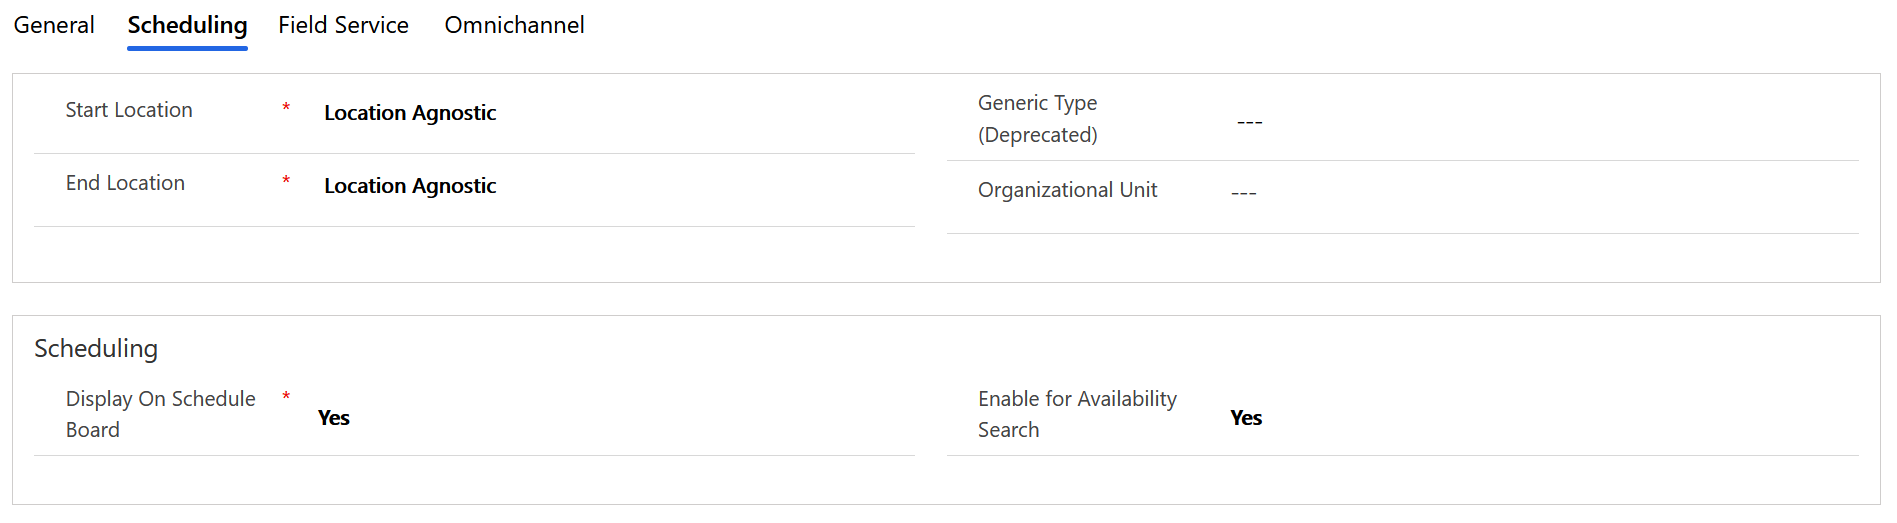 General Scheduling Field Service Omnichannel
Start Location * Location Agnostic
End Location * Location Agnostic
Generic Type
(Deprecated) ---
Organizational Unit ---
Scheduling
Display On Schedule
Board * Yes
Enable for Availability
Search Yes